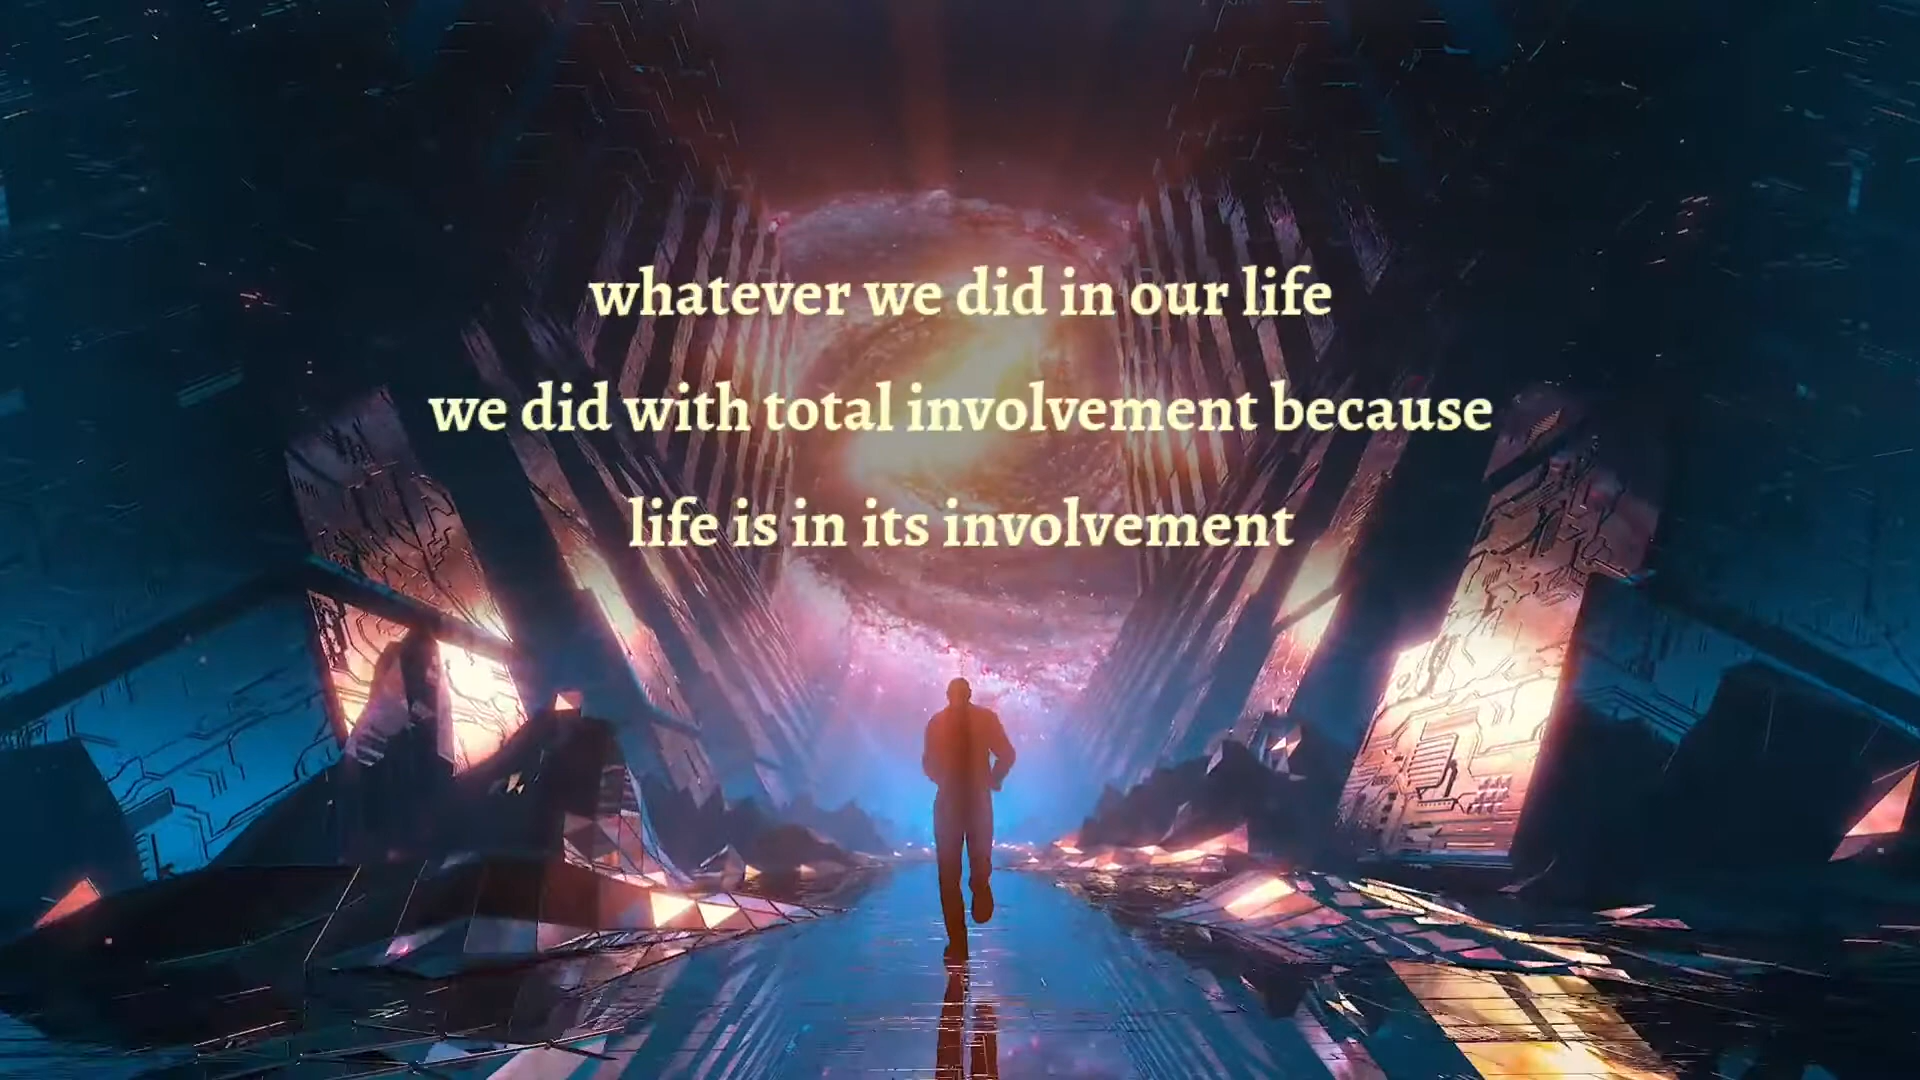 whatever we did in our life
we did with total involvement because
life is in its involvement